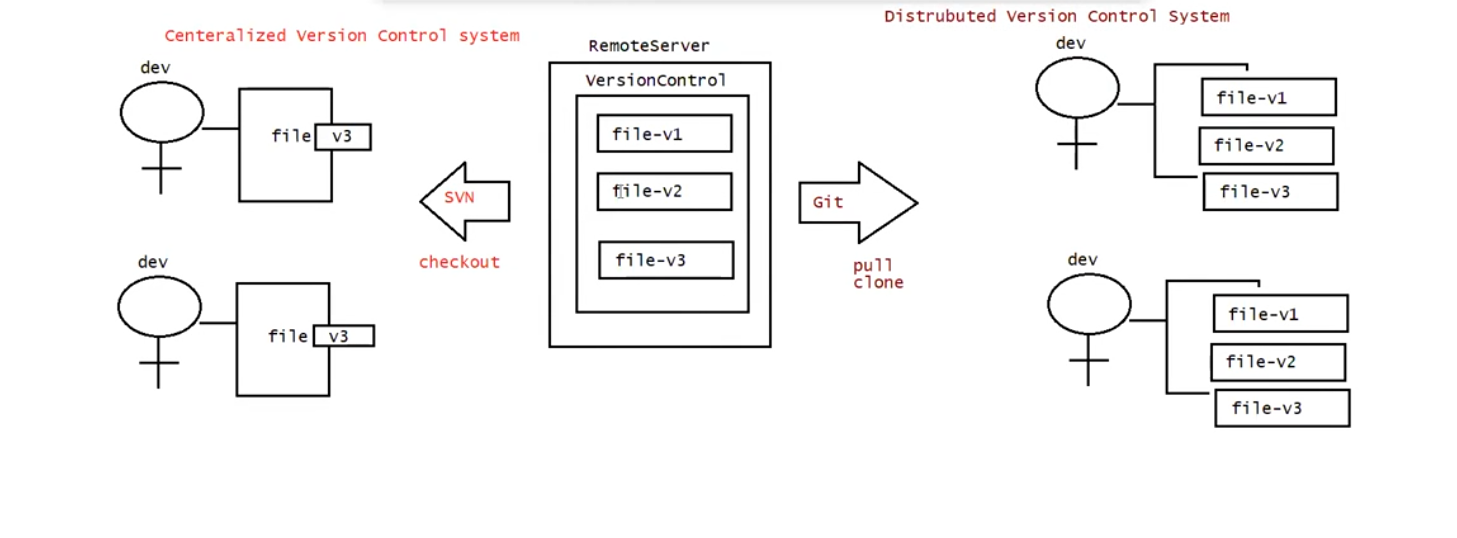 Centeralized Version Control system
dev
file v3
dev
file v3
SVN
checkout
RemoteServer
VersionControl
file-v1
file-v2
file-v3
Git
pull
clone
Distrubuted Version Control System
dev
file-v1
file-v2
file-v3
dev
file-v1
file-v2
file-v3